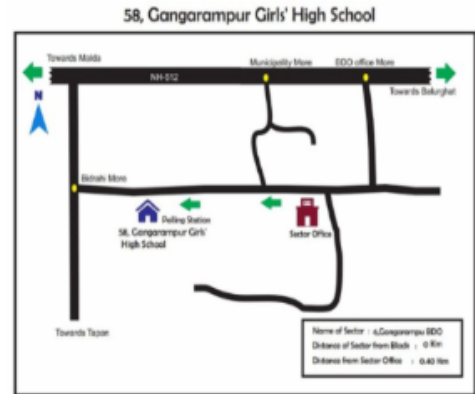 58, Gangarampur Girls' High School
Towards Malda
NH-512
Municipality More
BDO office More
Towards Balurghat
N
Bidrahi More
Polling Station
58, Gangarampur Girls'
High School
Sector Office
Towards Tapan
Name of Sector : 6,Gangarampu BDO
Distance of Sector from Block : 0 Km
Distance from Sector Office : 0.40 Km